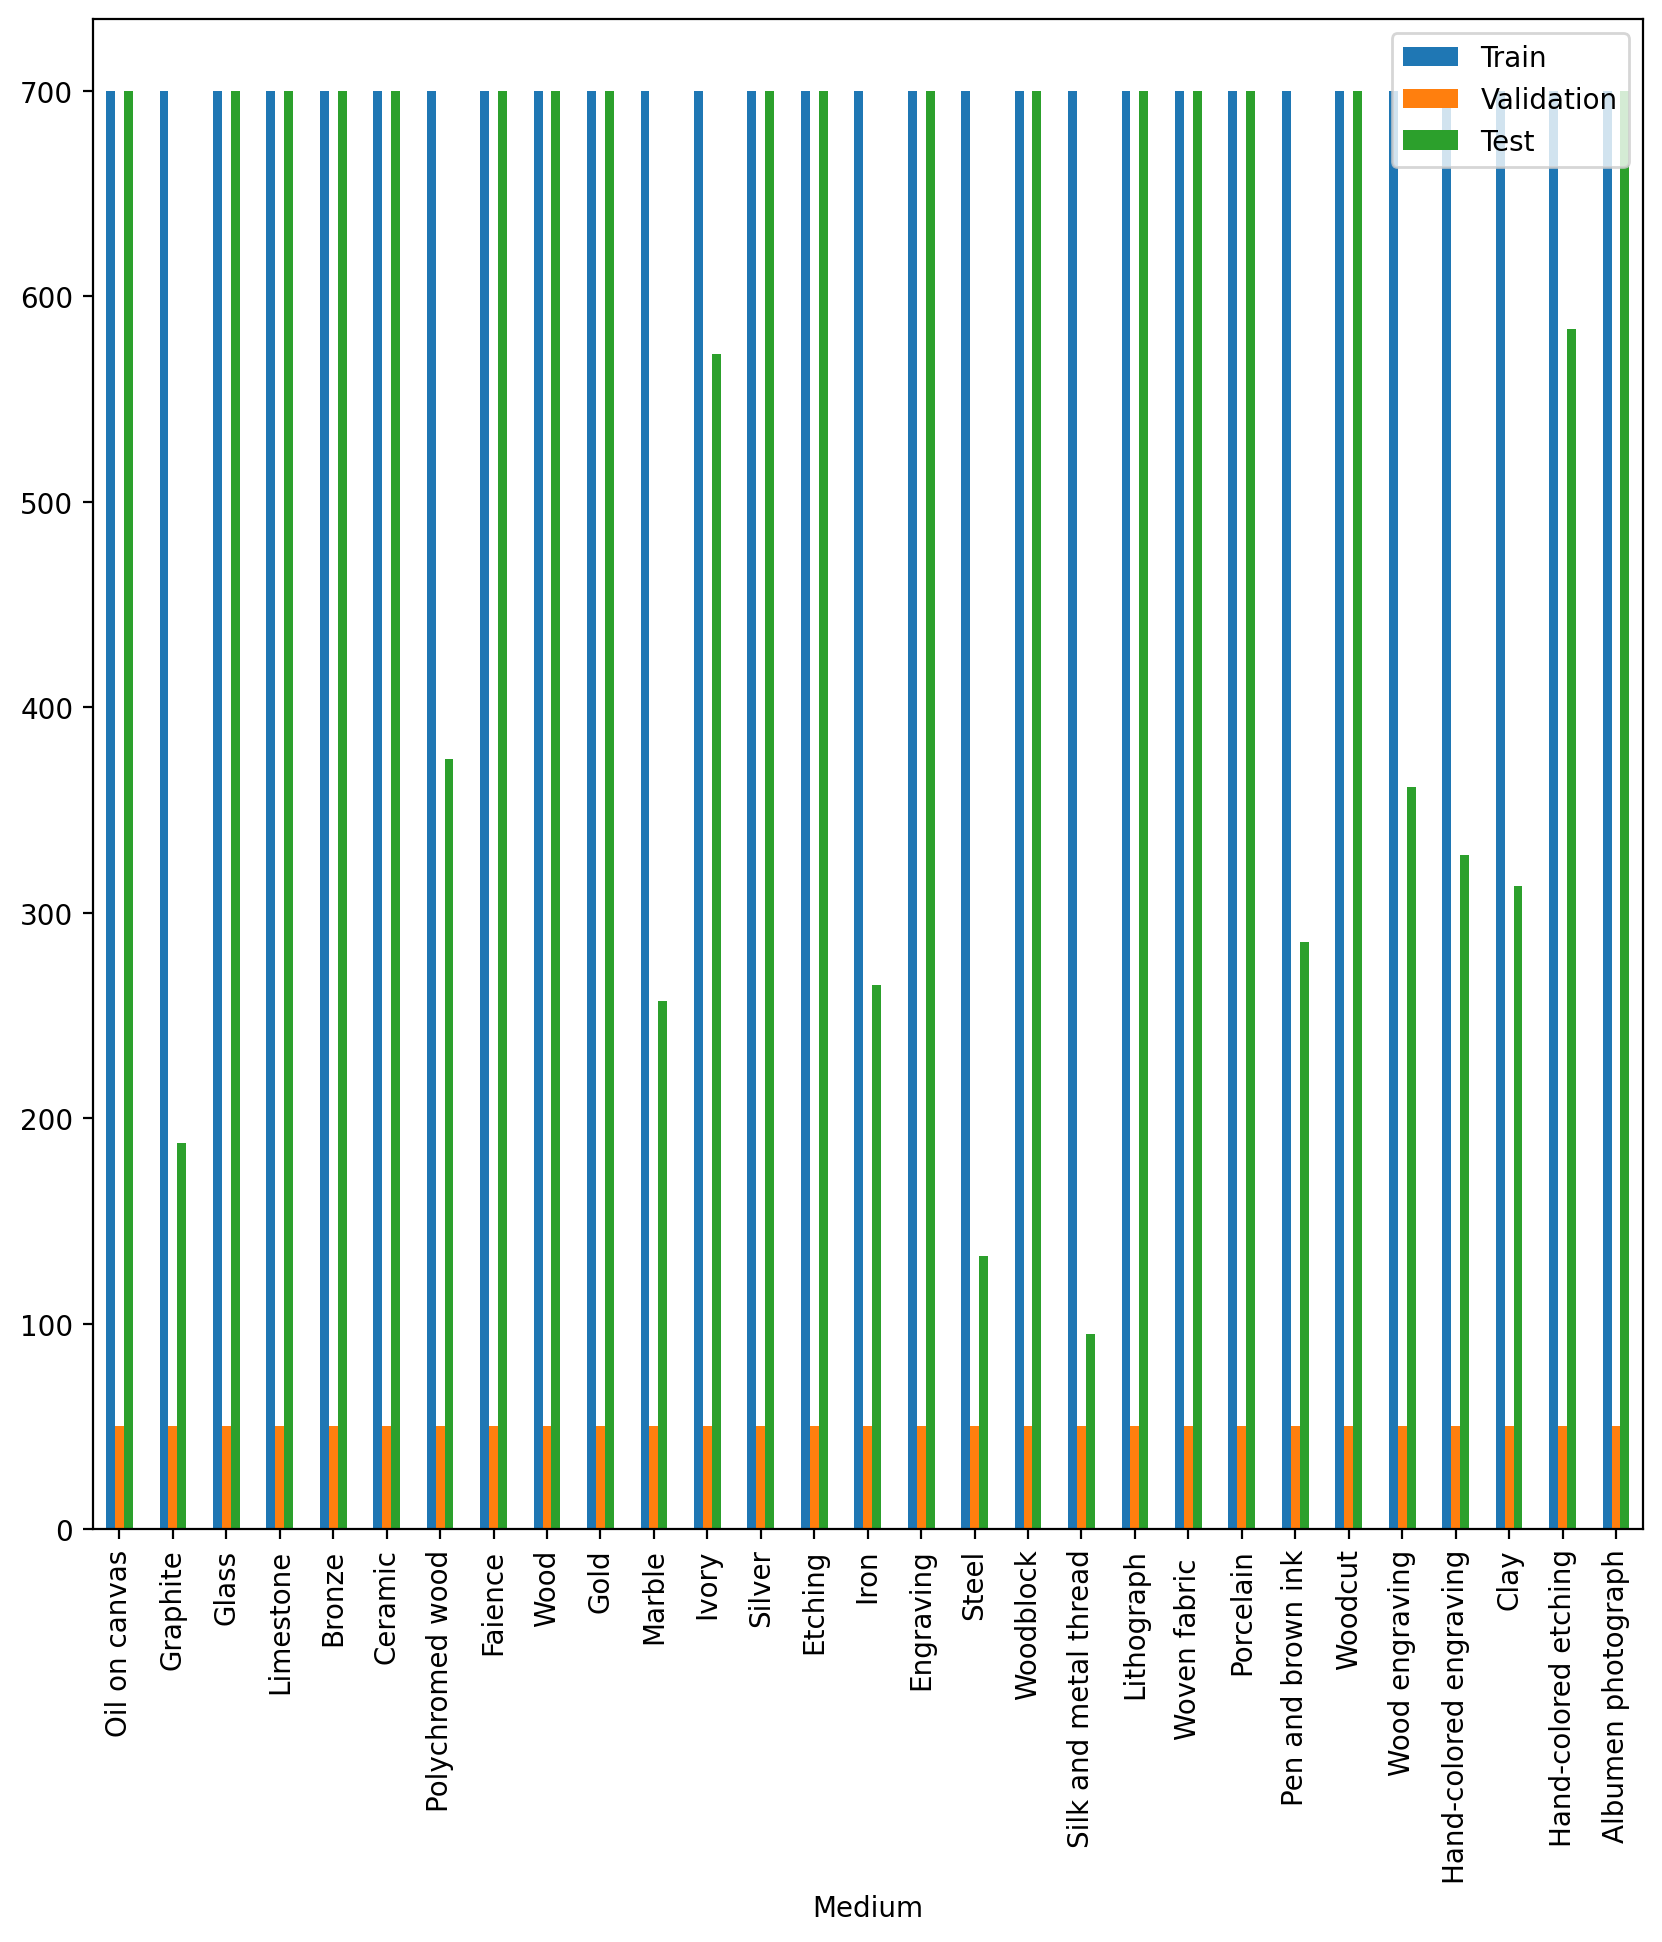 Train
Validation
Test
700
600
500
400
300
200
100
0
Oil on canvas
Graphite
Glass
Limestone
Bronze
Ceramic
Polychromed wood
Faience
Wood
Gold
Marble
Ivory
Silver
Etching
Iron
Engraving
Steel
Woodblock
Silk and metal thread
Lithograph
Woven fabric
Porcelain
Pen and brown ink
Woodcut
Wood engraving
Hand-colored engraving
Clay
Hand-colored etching
Albumen photograph
Medium